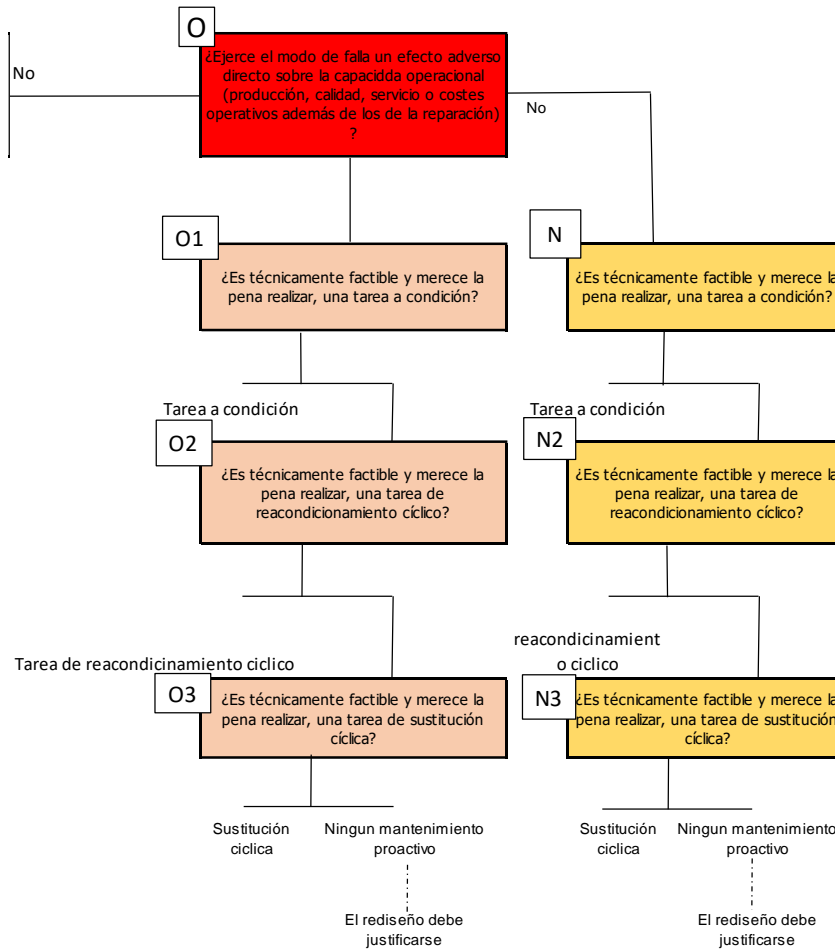 O
No
¿Ejerce el modo de falla un efecto adverso
directo sobre la capacidda operacional
(producción, calidad, servicio o costes
operativos además de los de la reparación)
?
No
O1
¿Es técnicamente factible y merece la
pena realizar, una tarea a condición?
N
¿Es técnicamente factible y merece la
pena realizar, una tarea a condición?
Tarea a condición
Tarea a condición
O2
¿Es técnicamente factible y merece la
pena realizar, una tarea de
reacondicionamiento cíclico?
N2
¿Es técnicamente factible y merece la
pena realizar, una tarea de
reacondicionamiento cíclico?
Tarea de reacondicinamiento ciclico
reacondicinamient
o ciclico
O3
¿Es técnicamente factible y merece la
pena realizar, una tarea de sustitución
cíclica?
N3
¿Es técnicamente factible y merece la
pena realizar, una tarea de sustitución
cíclica?
Sustitución
ciclica
Ningun mantenimiento
proactivo
Sustitución
ciclica
Ningun mantenimiento
proactivo
El rediseño debe
justificarse
El rediseño debe
justificarse